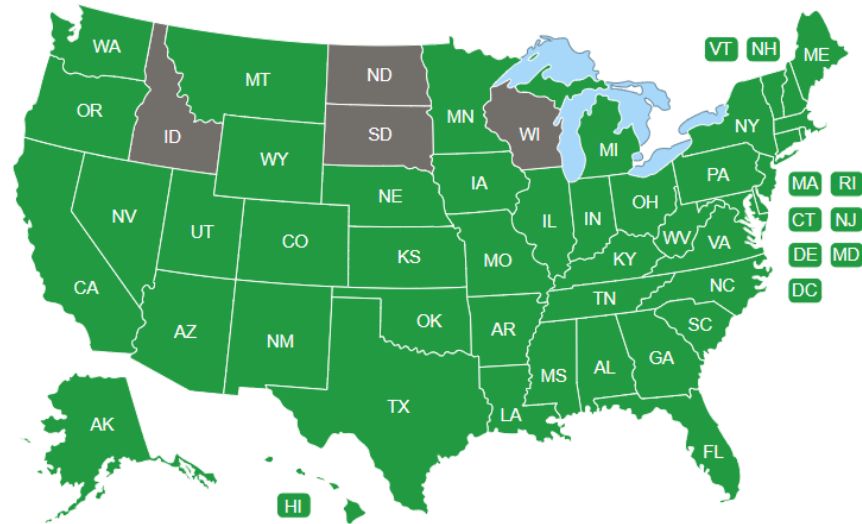 WA
MT
ND
MN
VT
NH
ME
OR
ID
SD
WI
MI
NY
WY
PA
NE
IA
MA
RI
NV
UT
CO
IL
IN
OH
WV
VA
CT
NJ
KS
MO
KY
DE
MD
CA
NC
DC
TN
OK
AR
SC
AZ
NM
MS
AL
GA
TX
LA
AK
FL
HI